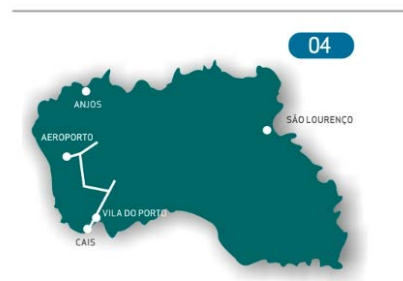 04
ANJOS
SÃO LOURENÇO
AEROPORTO
VILA DO PORTO
CAIS